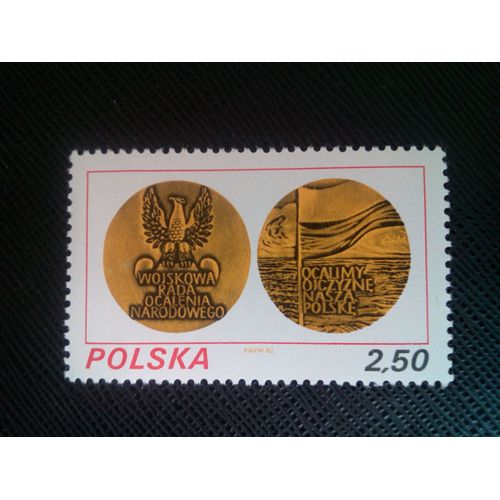 WOJSKOWA
RADA
OCALENIA
NARODOWEGO
OCALIMY
OJCZYZNĘ
NASZĄ
POLSKĘ
POLSKA
PWPW 82
2,50